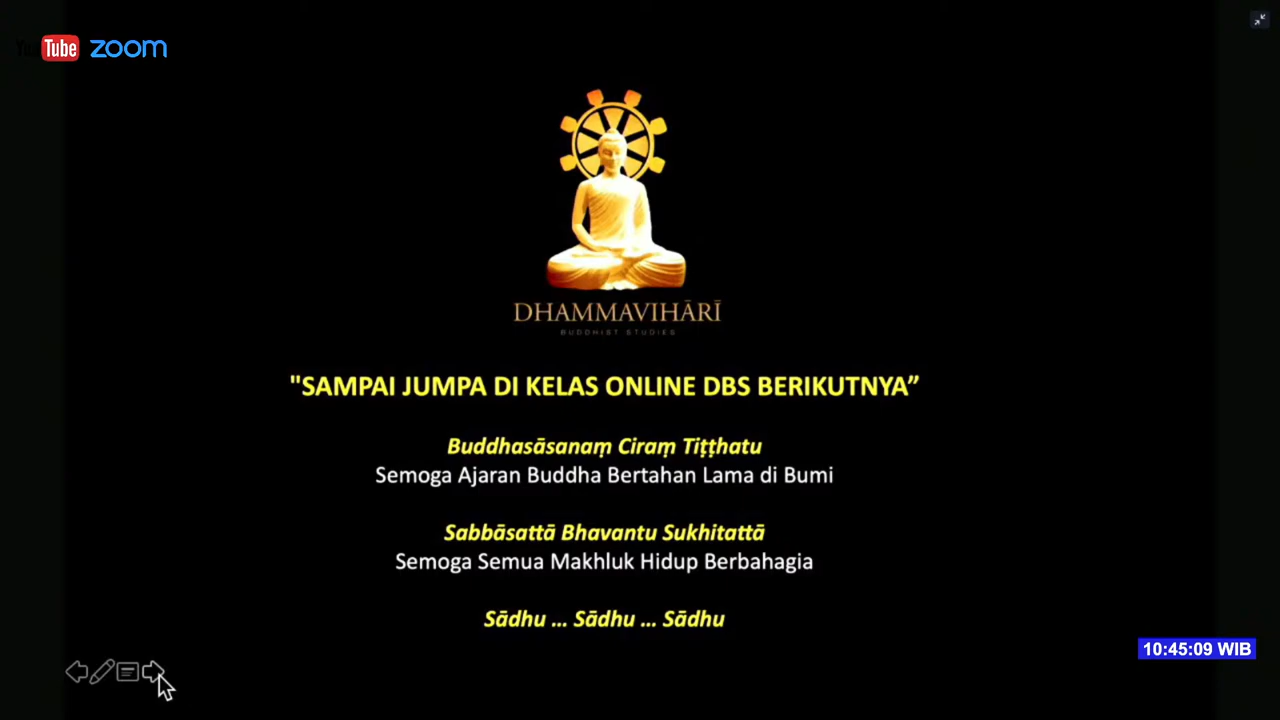 YouTube zoom
DHAMMAVIHĀRĪ
BUDDHIST STUDIES
"SAMPAI JUMPA DI KELAS ONLINE DBS BERIKUTNYA”
Buddhasāsanaṃ Ciraṃ Tiṭṭhatu
Semoga Ajaran Buddha Bertahan Lama di Bumi
Sabbāsattā Bhavantu Sukhitattā
Semoga Semua Makhluk Hidup Berbahagia
Sādhu ... Sādhu ... Sādhu
10:45:09 WIB